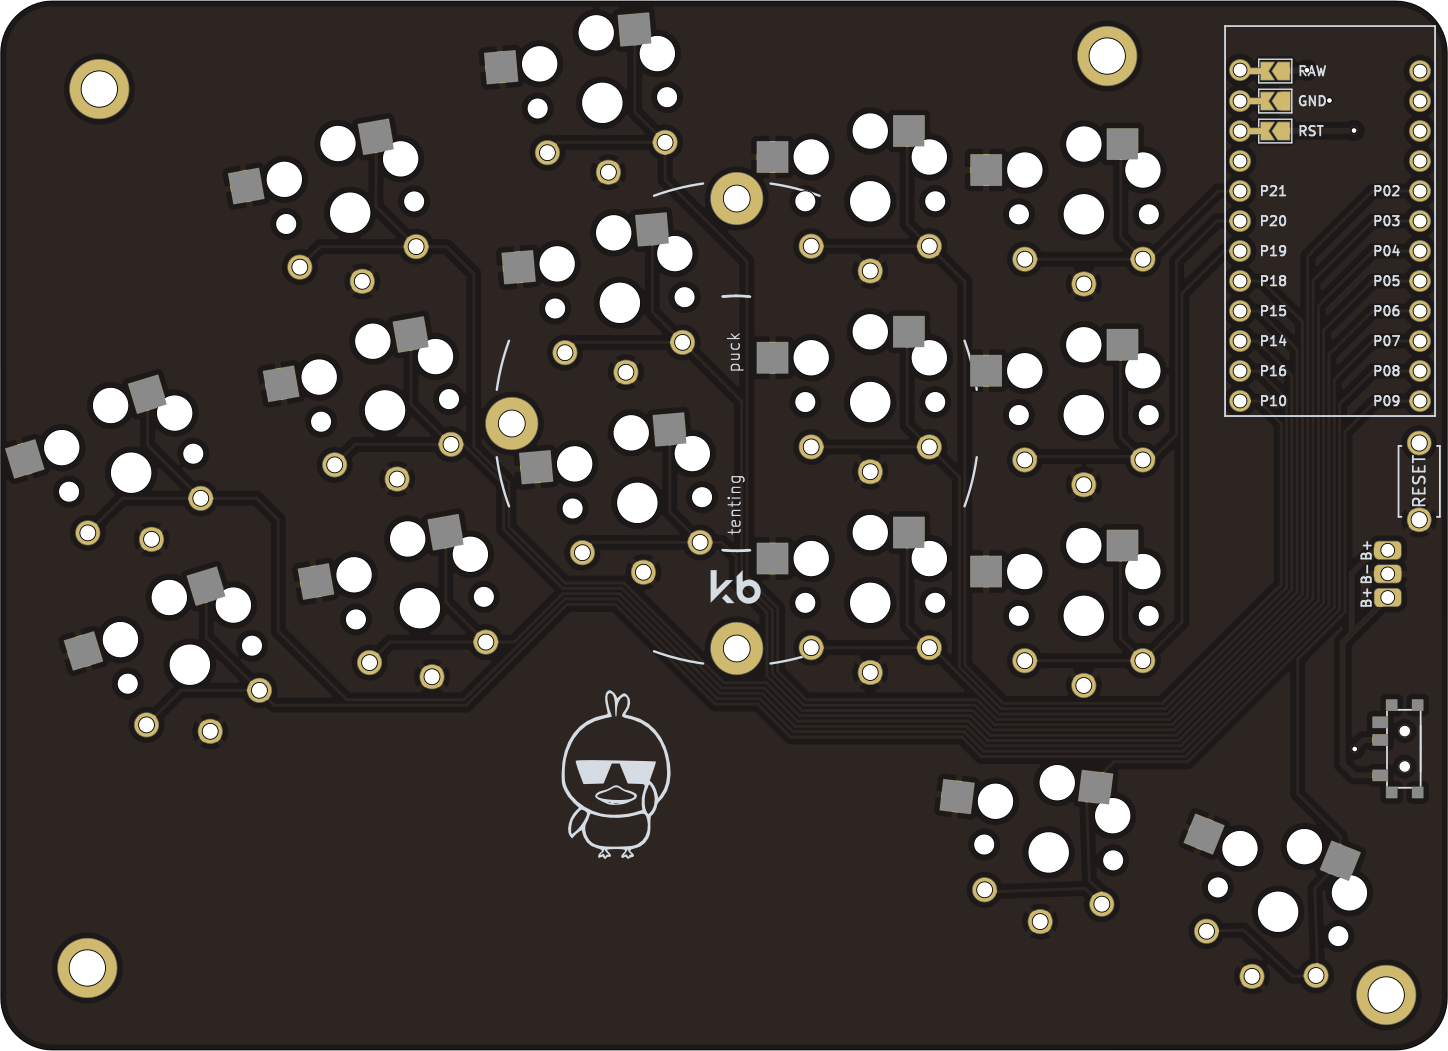 RAW
GND
RST
P21
P20
P19
P18
P15
P14
P16
P10
P02
P03
P04
P05
P06
P07
P08
P09
RESET
B+
B-
B+
puck
tenting
kb